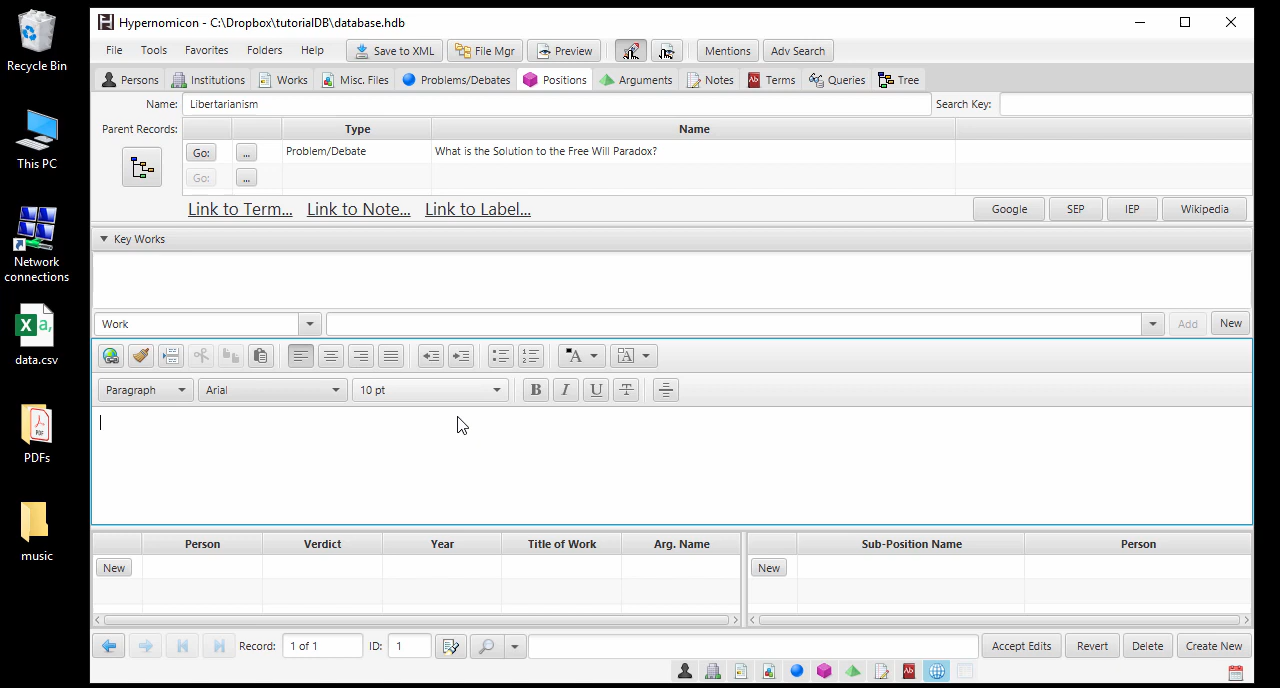 Hypernomicon - C:\Dropbox\tutorialDB\database.hdb
File Tools Favorites Folders Help Save to XML File Mgr Preview Mentions Adv Search
Persons Institutions Works Misc. Files Problems/Debates Positions Arguments Notes Terms Queries Tree
Name: Libertarianism Search Key:
Parent Records: Type Name
Go: ... Problem/Debate What is the Solution to the Free Will Paradox?
Go: ...
Link to Term... Link to Note... Link to Label... Google SEP IEP Wikipedia
Key Works
Work Add New
Paragraph Arial 10 pt B I U T
Person Verdict Year Title of Work Arg. Name Sub-Position Name Person
New New
Record: 1 of 1 ID: 1 Accept Edits Revert Delete Create New
Recycle Bin
This PC
Network
connections
data.csv
PDFs
music